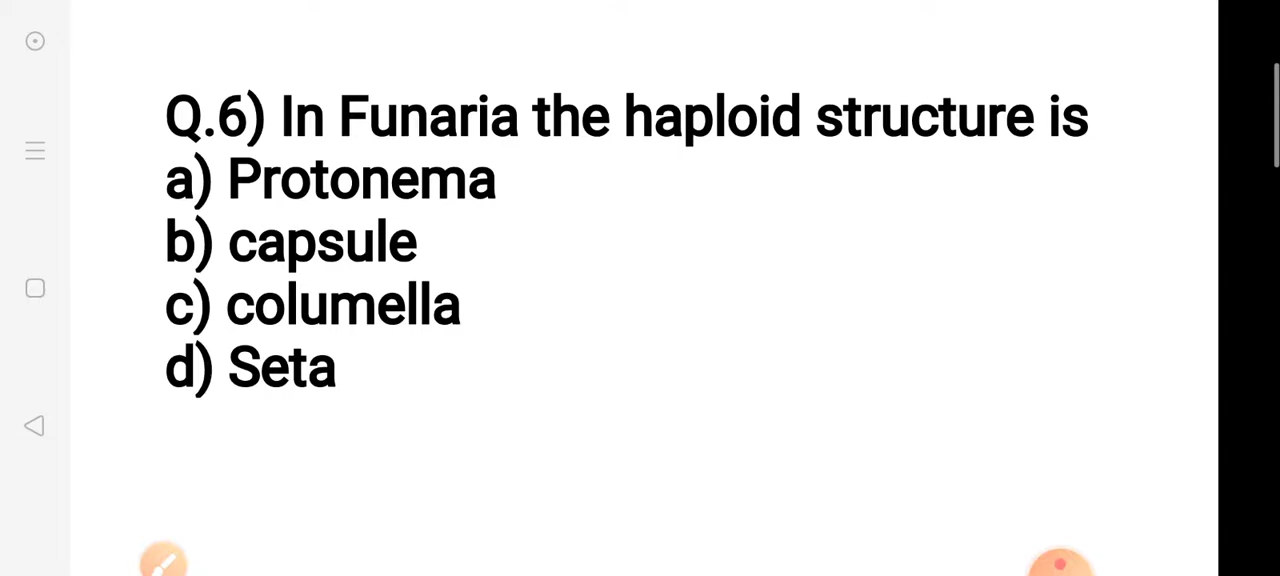 Q.6) In Funaria the haploid structure is
a) Protonema
b) capsule
c) columella
d) Seta